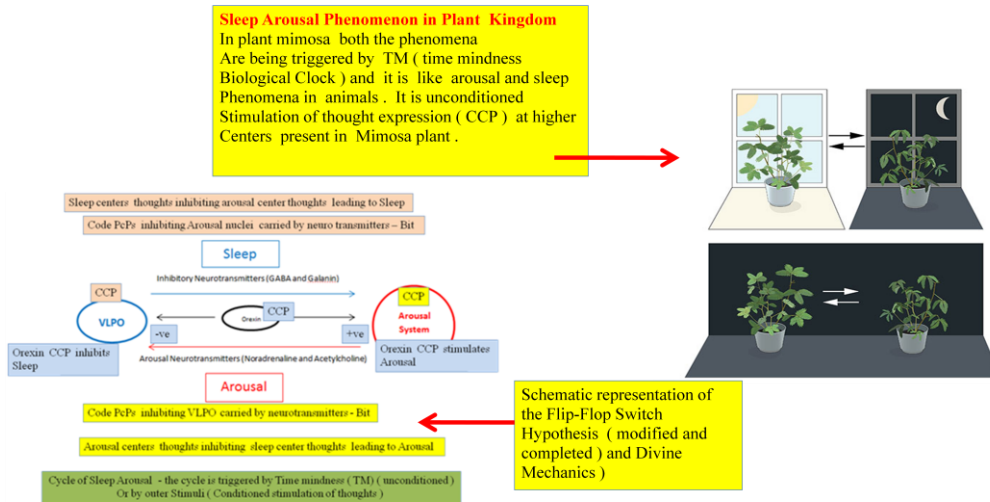 Sleep Arousal Phenomenon in Plant Kingdom
In plant mimosa both the phenomena
Are being triggered by TM ( time mindness
Biological Clock ) and it is like arousal and sleep
Phenomena in animals . It is unconditioned
Stimulation of thought expression ( CCP ) at higher
Centers present in Mimosa plant .
Sleep centers thoughts inhibiting arousal center thoughts leading to Sleep
Code PcPs inhibiting Arousal nuclei carried by neuro transmitters – Bit
Sleep
Inhibitory Neurotransmitters (GABA and Galanin)
CCP
VLPO
Orexin
CCP
CCP
Arousal
System
-ve
+ve
Orexin CCP inhibits
Sleep
Arousal Neurotransmitters (Noradrenaline and Acetylcholine)
Orexin CCP stimulates
Arousal
Arousal
Code PcPs inhibiting VLPO carried by neurotransmitters - Bit
Arousal centers thoughts inhibiting sleep center thoughts leading to Arousal
Cycle of Sleep Arousal - the cycle is triggered by Time mindness ( TM) ( unconditioned )
Or by outer Stimuli ( Conditioned stimulation of thoughts )
Schematic representation of
the Flip-Flop Switch
Hypothesis ( modified and
completed ) and Divine
Mechanics )